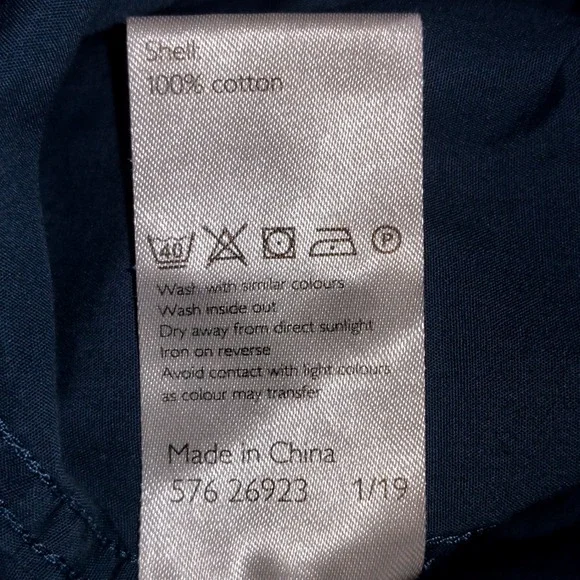 Shell:
100% cotton
40 P
Wash with similar colours
Wash inside out
Dry away from direct sunlight
Iron on reverse
Avoid contact with light colours
as colour may transfer
Made in China
576 26923 1/19